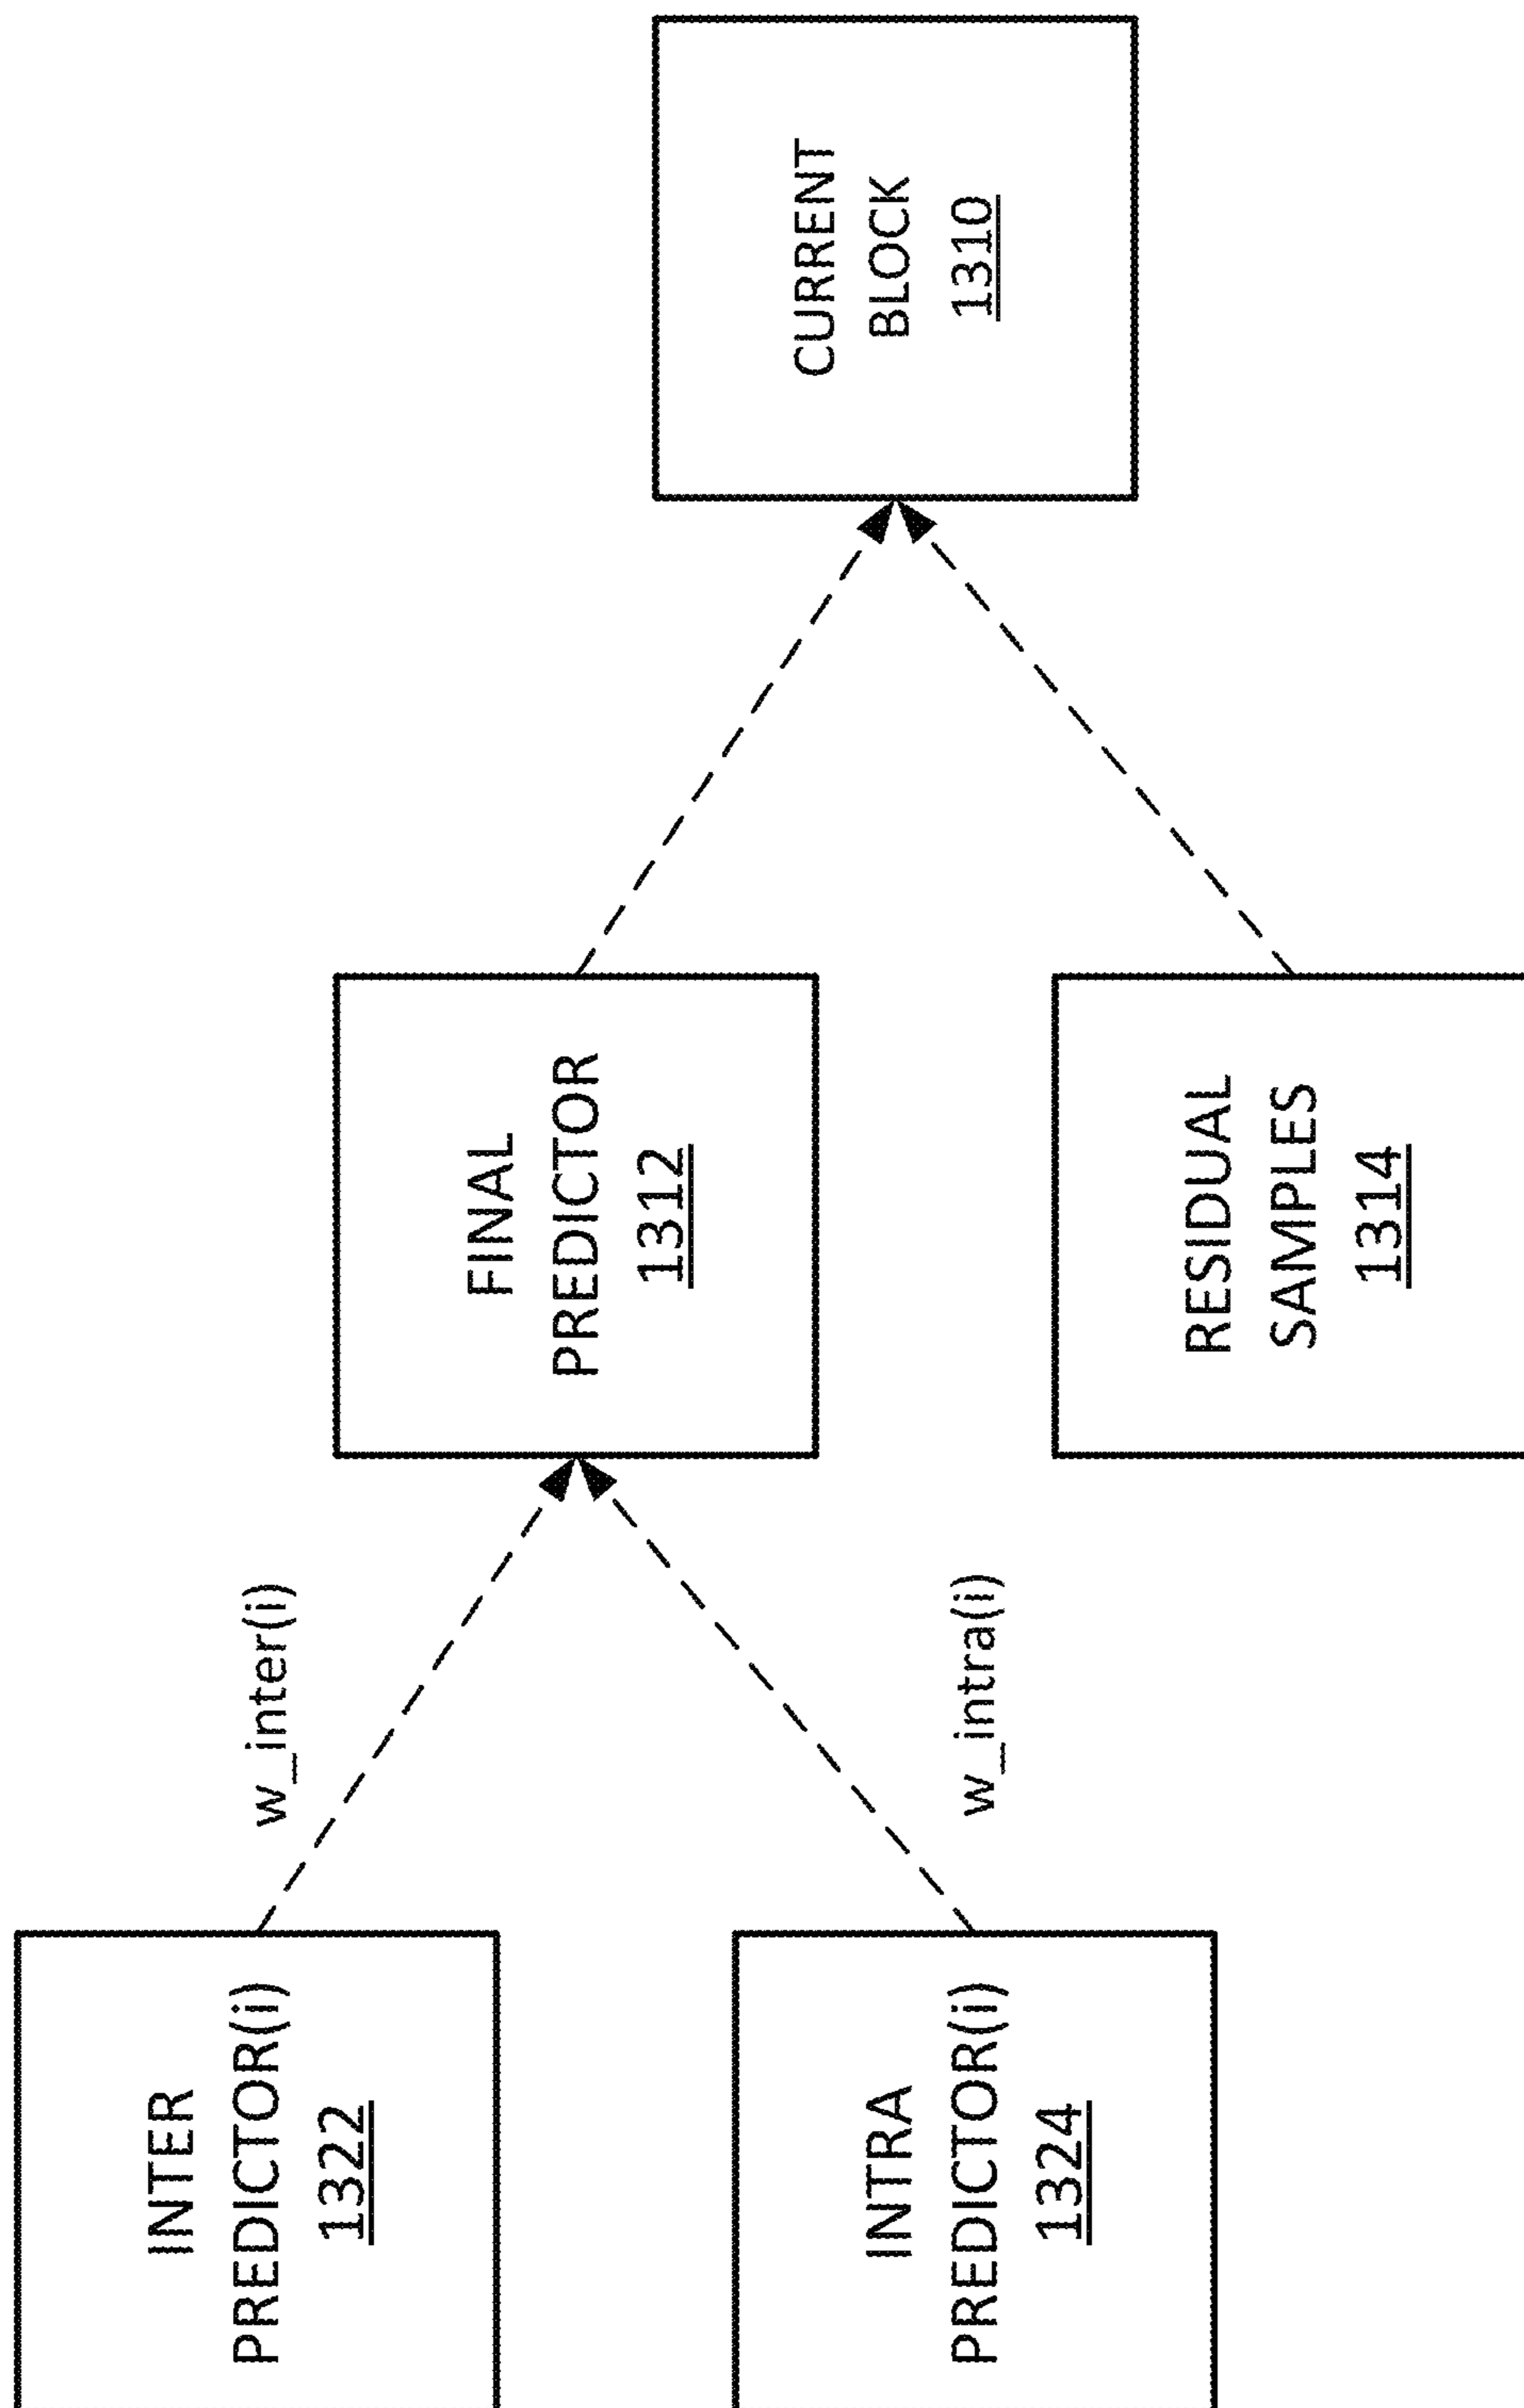 INTER
PREDICTOR(i)
1322
w_inter(i)
INTRA
PREDICTOR(i)
1324
w_intra(i)
FINAL
PREDICTOR
1312
RESIDUAL
SAMPLES
1314
CURRENT
BLOCK
1310